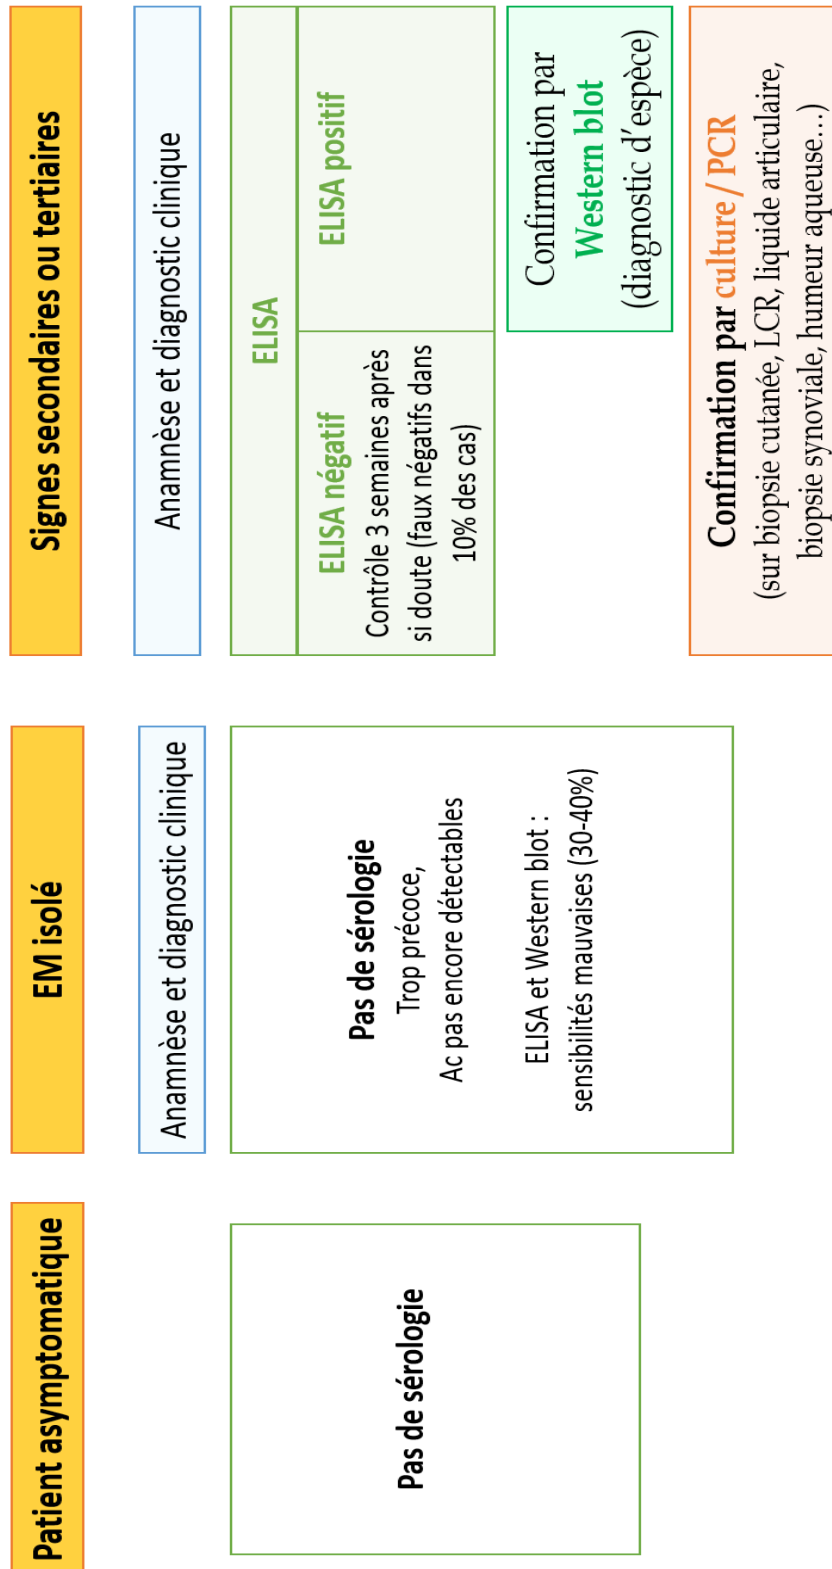 Patient asymptomatique
Pas de sérologie
EM isolé
Anamnèse et diagnostic clinique
Pas de sérologie
Trop précoce,
Ac pas encore détectables
ELISA et Western blot :
sensibilités mauvaises (30-40%)
Signes secondaires ou tertiaires
Anamnèse et diagnostic clinique
ELISA
ELISA négatif
Contrôle 3 semaines après
si doute (faux négatifs dans
10% des cas)
ELISA positif
Confirmation par
Western blot
(diagnostic d'espèce)
Confirmation par culture / PCR
(sur biopsie cutanée, LCR, liquide articulaire,
biopsie synoviale, humeur aqueuse…)